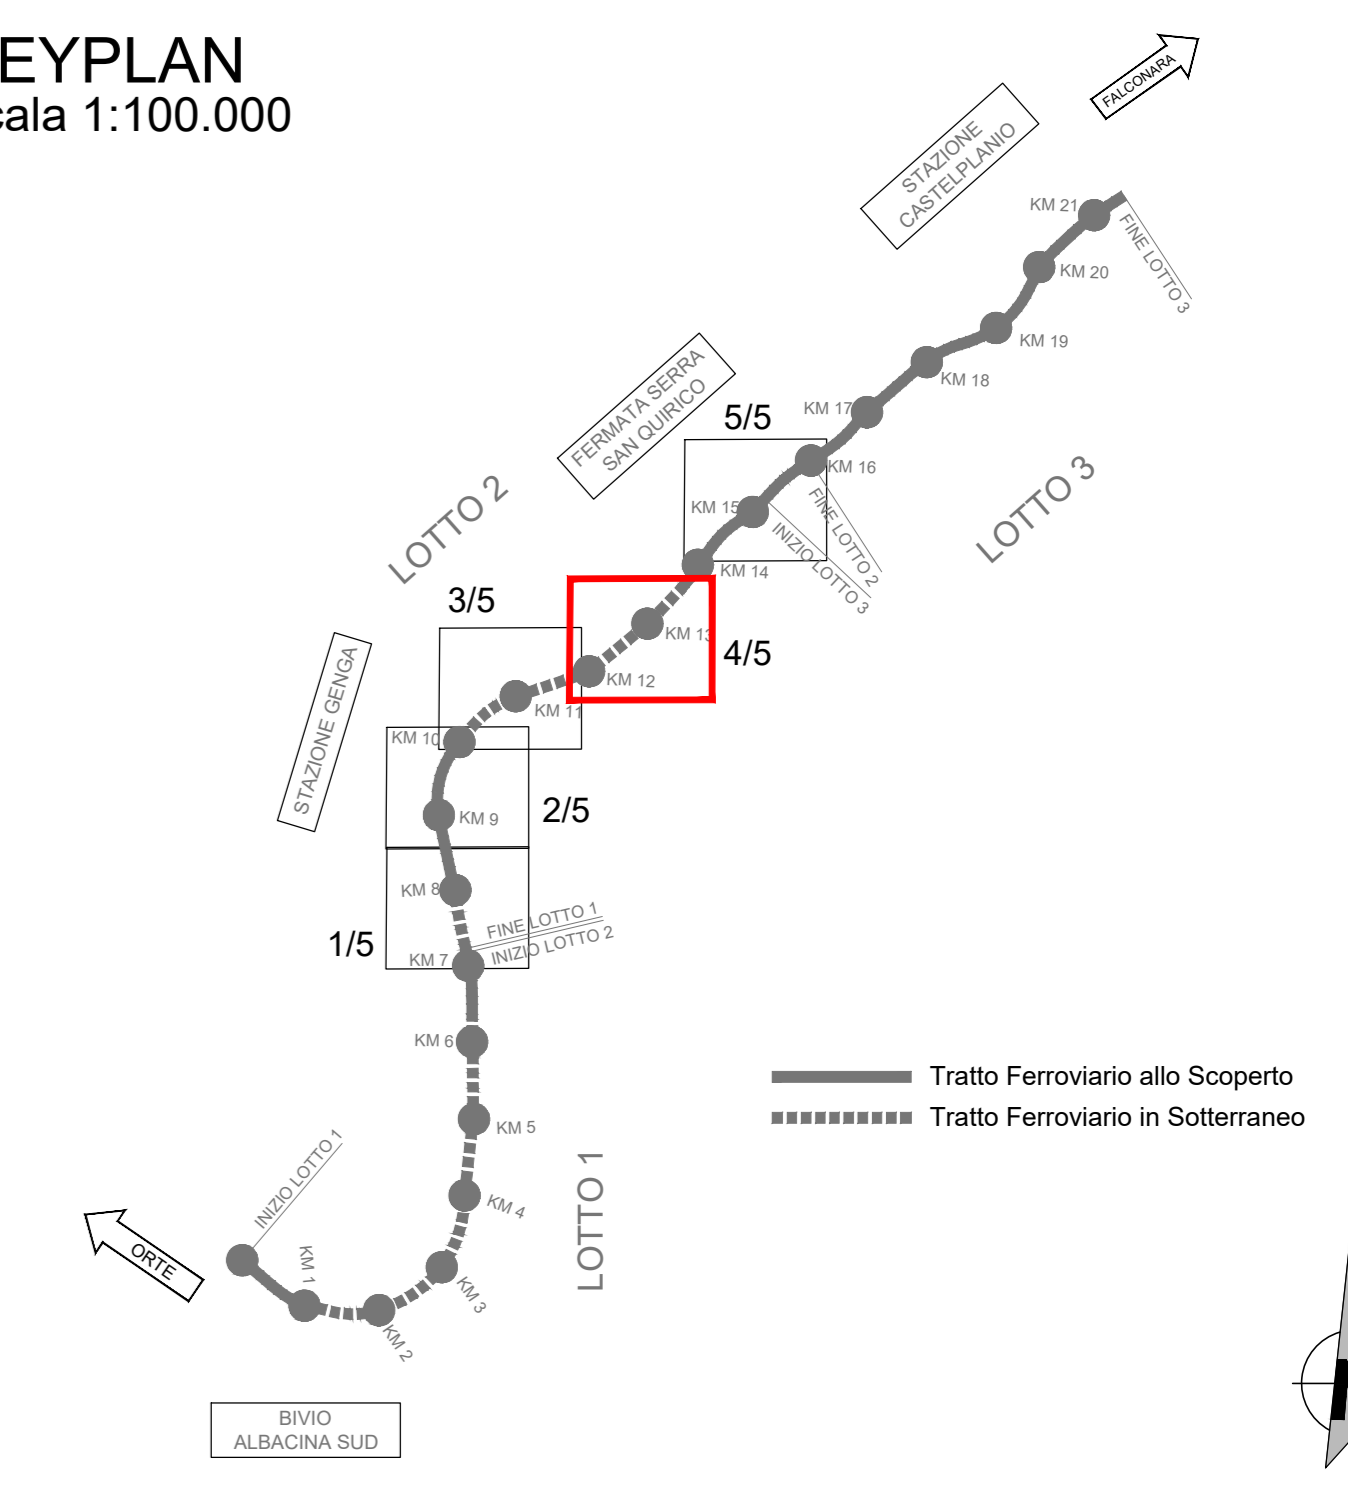 EYPLAN
cala 1:100.000
FALCONARA
STAZIONE
CASTELPLANIO
KM 21
FINE LOTTO 3
KM 20
KM 19
KM 18
FERMATA SERRA
SAN QUIRICO
KM 17
5/5
KM 16
LOTTO 3
LOTTO 2
KM 15
FINE LOTTO 2
INIZIO LOTTO 3
KM 14
3/5
KM 13
4/5
KM 12
STAZIONE GENGA
KM 11
KM 10
2/5
KM 9
KM 8
FINE LOTTO 1
INIZIO LOTTO 2
1/5
KM 7
KM 6
Tratto Ferroviario allo Scoperto
Tratto Ferroviario in Sotterraneo
KM 5
INIZIO LOTTO 1
KM 4
LOTTO 1
ORTE
KM 1
KM 3
KM 2
BIVIO
ALBACINA SUD